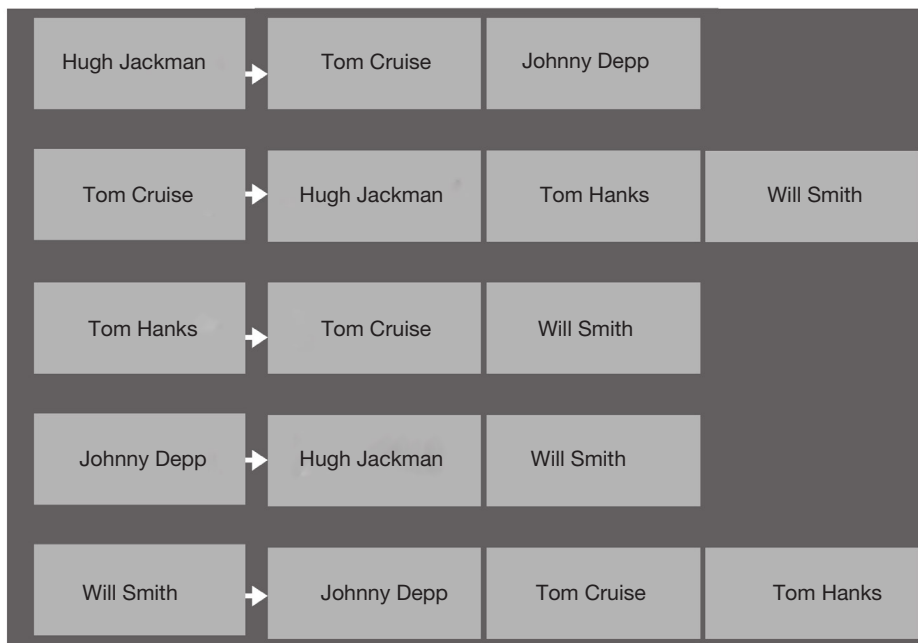 Hugh Jackman Tom Cruise Johnny Depp
Tom Cruise Hugh Jackman Tom Hanks Will Smith
Tom Hanks Tom Cruise Will Smith
Johnny Depp Hugh Jackman Will Smith
Will Smith Johnny Depp Tom Cruise Tom Hanks